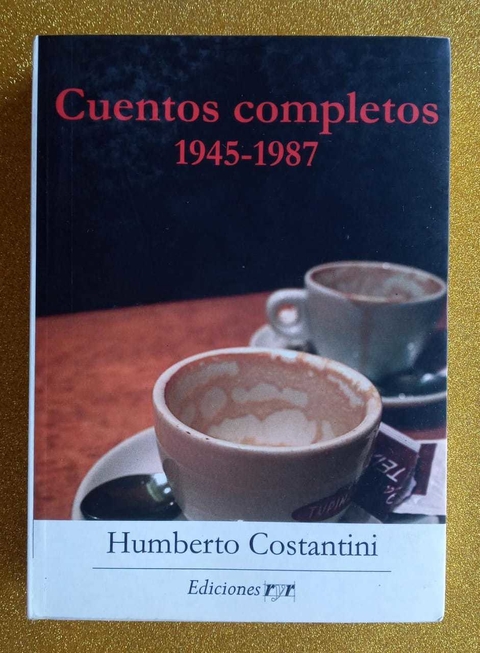 Cuentos completos
1945-1987
Humberto Costantini
Ediciones ryr